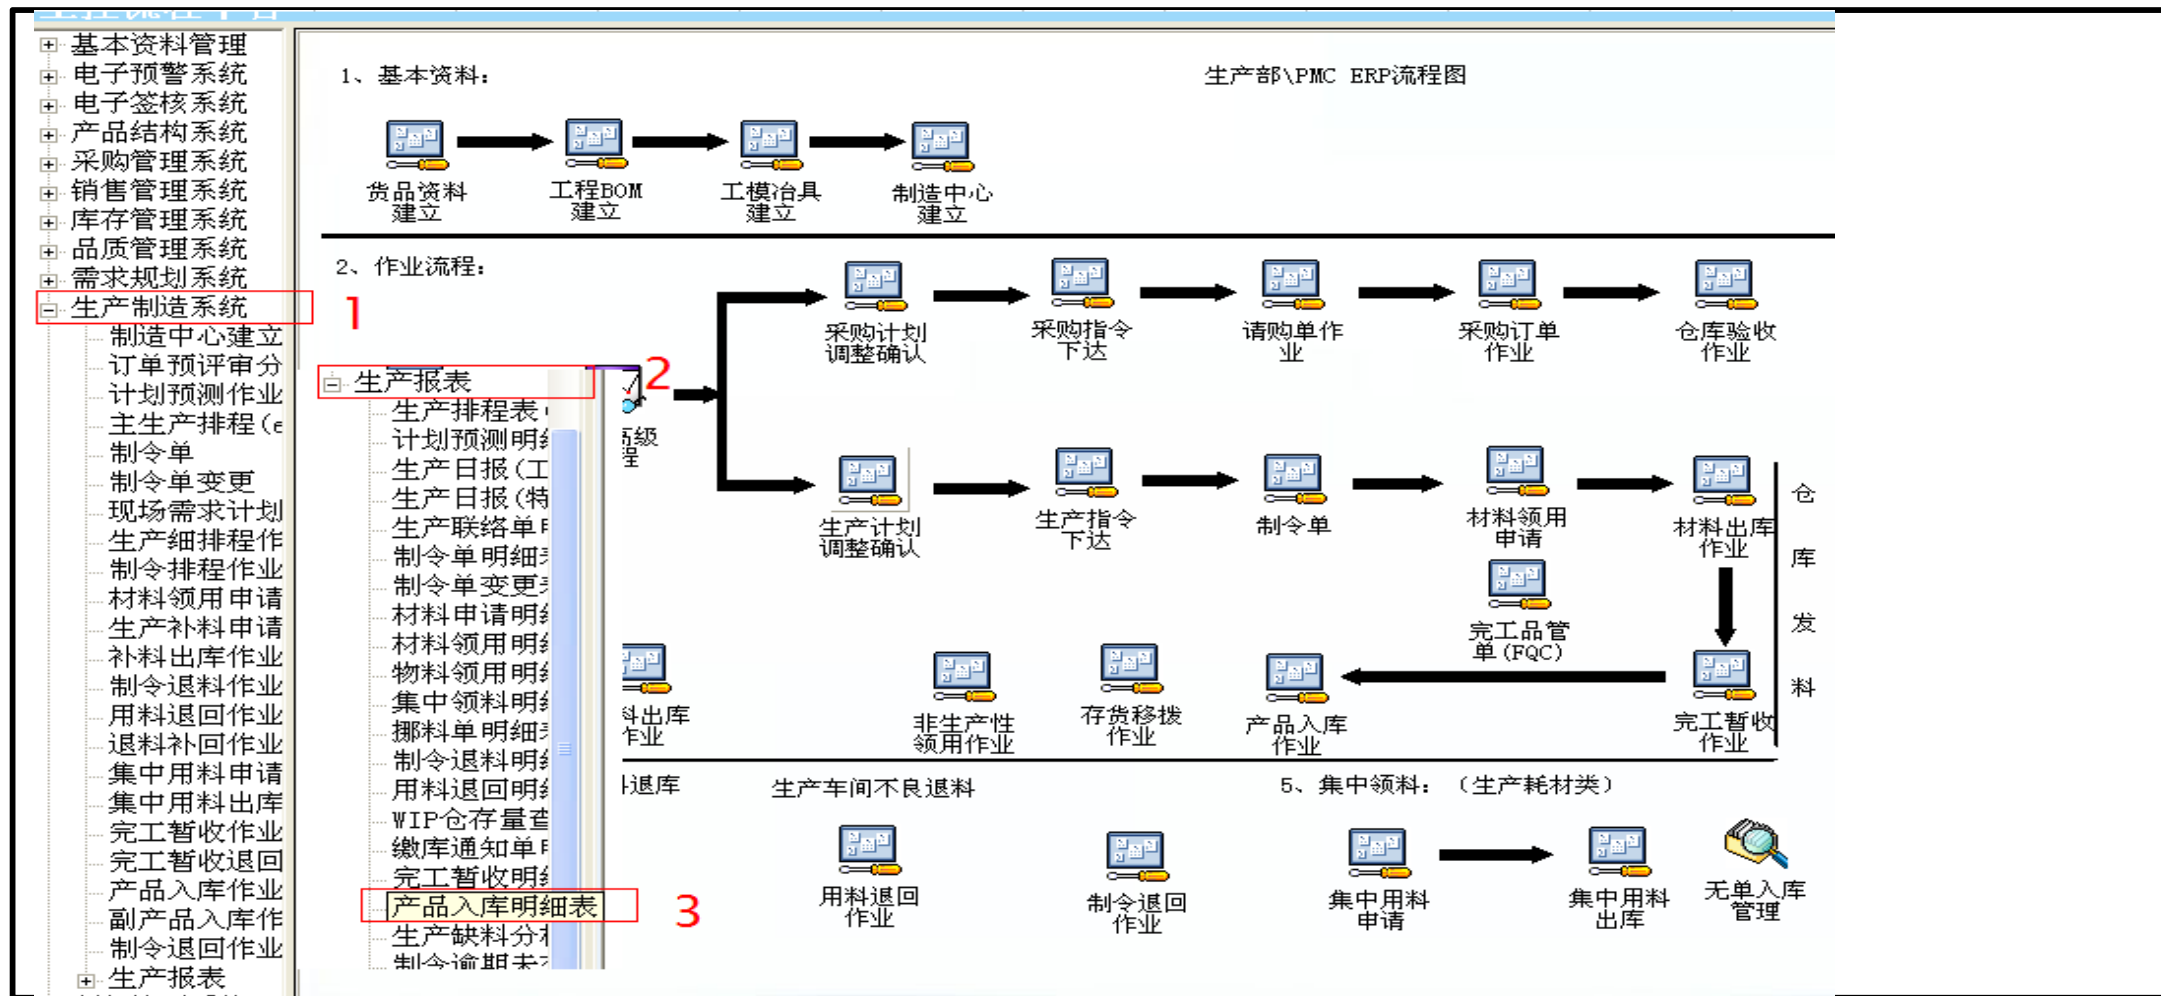 基本资料管理
电子预警系统
电子签核系统
产品结构系统
采购管理系统
销售管理系统
库存管理系统
品质管理系统
需求规划系统
生产制造系统
制造中心建立
订单预评审分
计划预测作业
主生产排程(e
制令单
制令单变更
现场需求计划
生产细排程作
制令排程作业
材料领用申请
生产补料申请
补料出库作业
制令退料作业
用料退回作业
退料补回作业
集中用料申请
集中用料出库
完工暂收作业
完工暂收退回
产品入库作业
副产品入库作
制令退回作业
生产报表
1
生产报表
2
生产排程表
计划预测明
生产日报(工
生产日报(特
生产联络单
制令单明细
制令单变更
材料申请明
材料领用明
物料领用明
集中领料明
挪料单明细
制令退料明
用料退回明
WIP仓存量查
缴库通知单
完工暂收明
产品入库明细表
3
生产缺料分
制令逾期未
1、基本资料:
生产部\PMC ERP流程图
货品资料
建立
工程BOM
建立
工模冶具
建立
制造中心
建立
2、作业流程:
采购计划
调整确认
采购指令
下达
请购单作
业
采购订单
作业
仓库验收
作业
高级
程
生产计划
调整确认
生产指令
下达
制令单
材料领用
申请
材料出库
作业
仓
库
发
料
完工品管
单(FQC)
料出库
作业
非生产性
领用作业
存货移拨
作业
产品入库
作业
完工暂收
作业
退库
生产车间不良退料
5、集中领料: (生产耗材类)
用料退回
作业
制令退回
作业
集中用料
申请
集中用料
出库
无单入库
管理